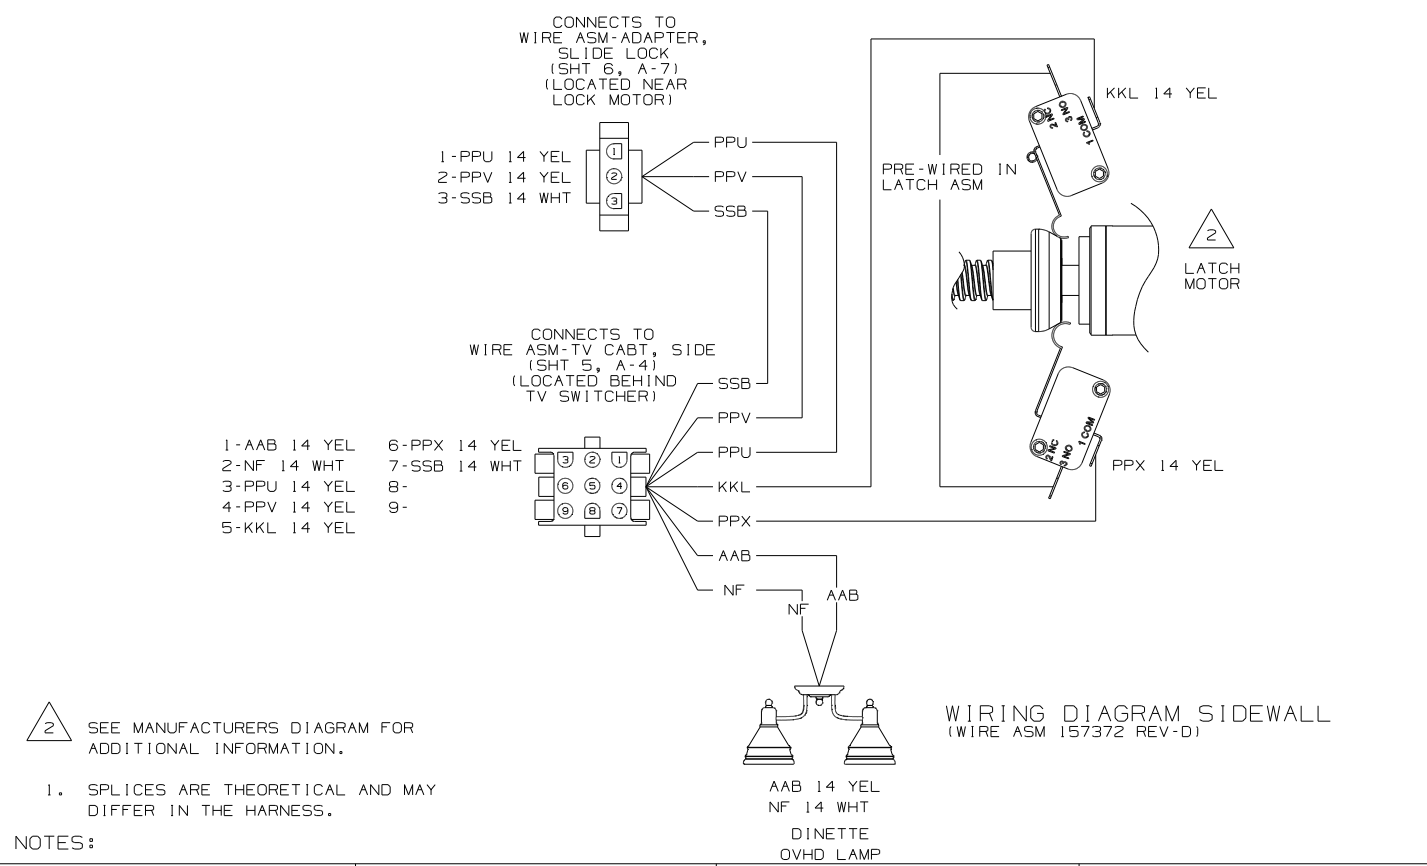 CONNECTS TO
WIRE ASM-ADAPTER,
SLIDE LOCK
(SHT 6, A-7)
(LOCATED NEAR
LOCK MOTOR)
1-PPU 14 YEL
2-PPV 14 YEL
3-SSB 14 WHT
1
2
3
PPU
PPV
SSB
KKL 14 YEL
2 NC
3 NO
1 COM
PRE-WIRED IN
LATCH ASM
2
LATCH
MOTOR
CONNECTS TO
WIRE ASM-TV CABT, SIDE
(SHT 5, A-4)
(LOCATED BEHIND
TV SWITCHER)
1-AAB 14 YEL
2-NF 14 WHT
3-PPU 14 YEL
4-PPV 14 YEL
5-KKL 14 YEL
6-PPX 14 YEL
7-SSB 14 WHT
8-
9-
3 2 1
6 5 4
9 8 7
SSB
PPV
PPU
KKL
PPX
AAB
NF
2 NC
3 NO
1 COM
PPX 14 YEL
NF
AAB
AAB 14 YEL
NF 14 WHT
DINETTE
OVHD LAMP
WIRING DIAGRAM SIDEWALL
(WIRE ASM 157372 REV-D)
2 SEE MANUFACTURERS DIAGRAM FOR
ADDITIONAL INFORMATION.
1. SPLICES ARE THEORETICAL AND MAY
DIFFER IN THE HARNESS.
NOTES: